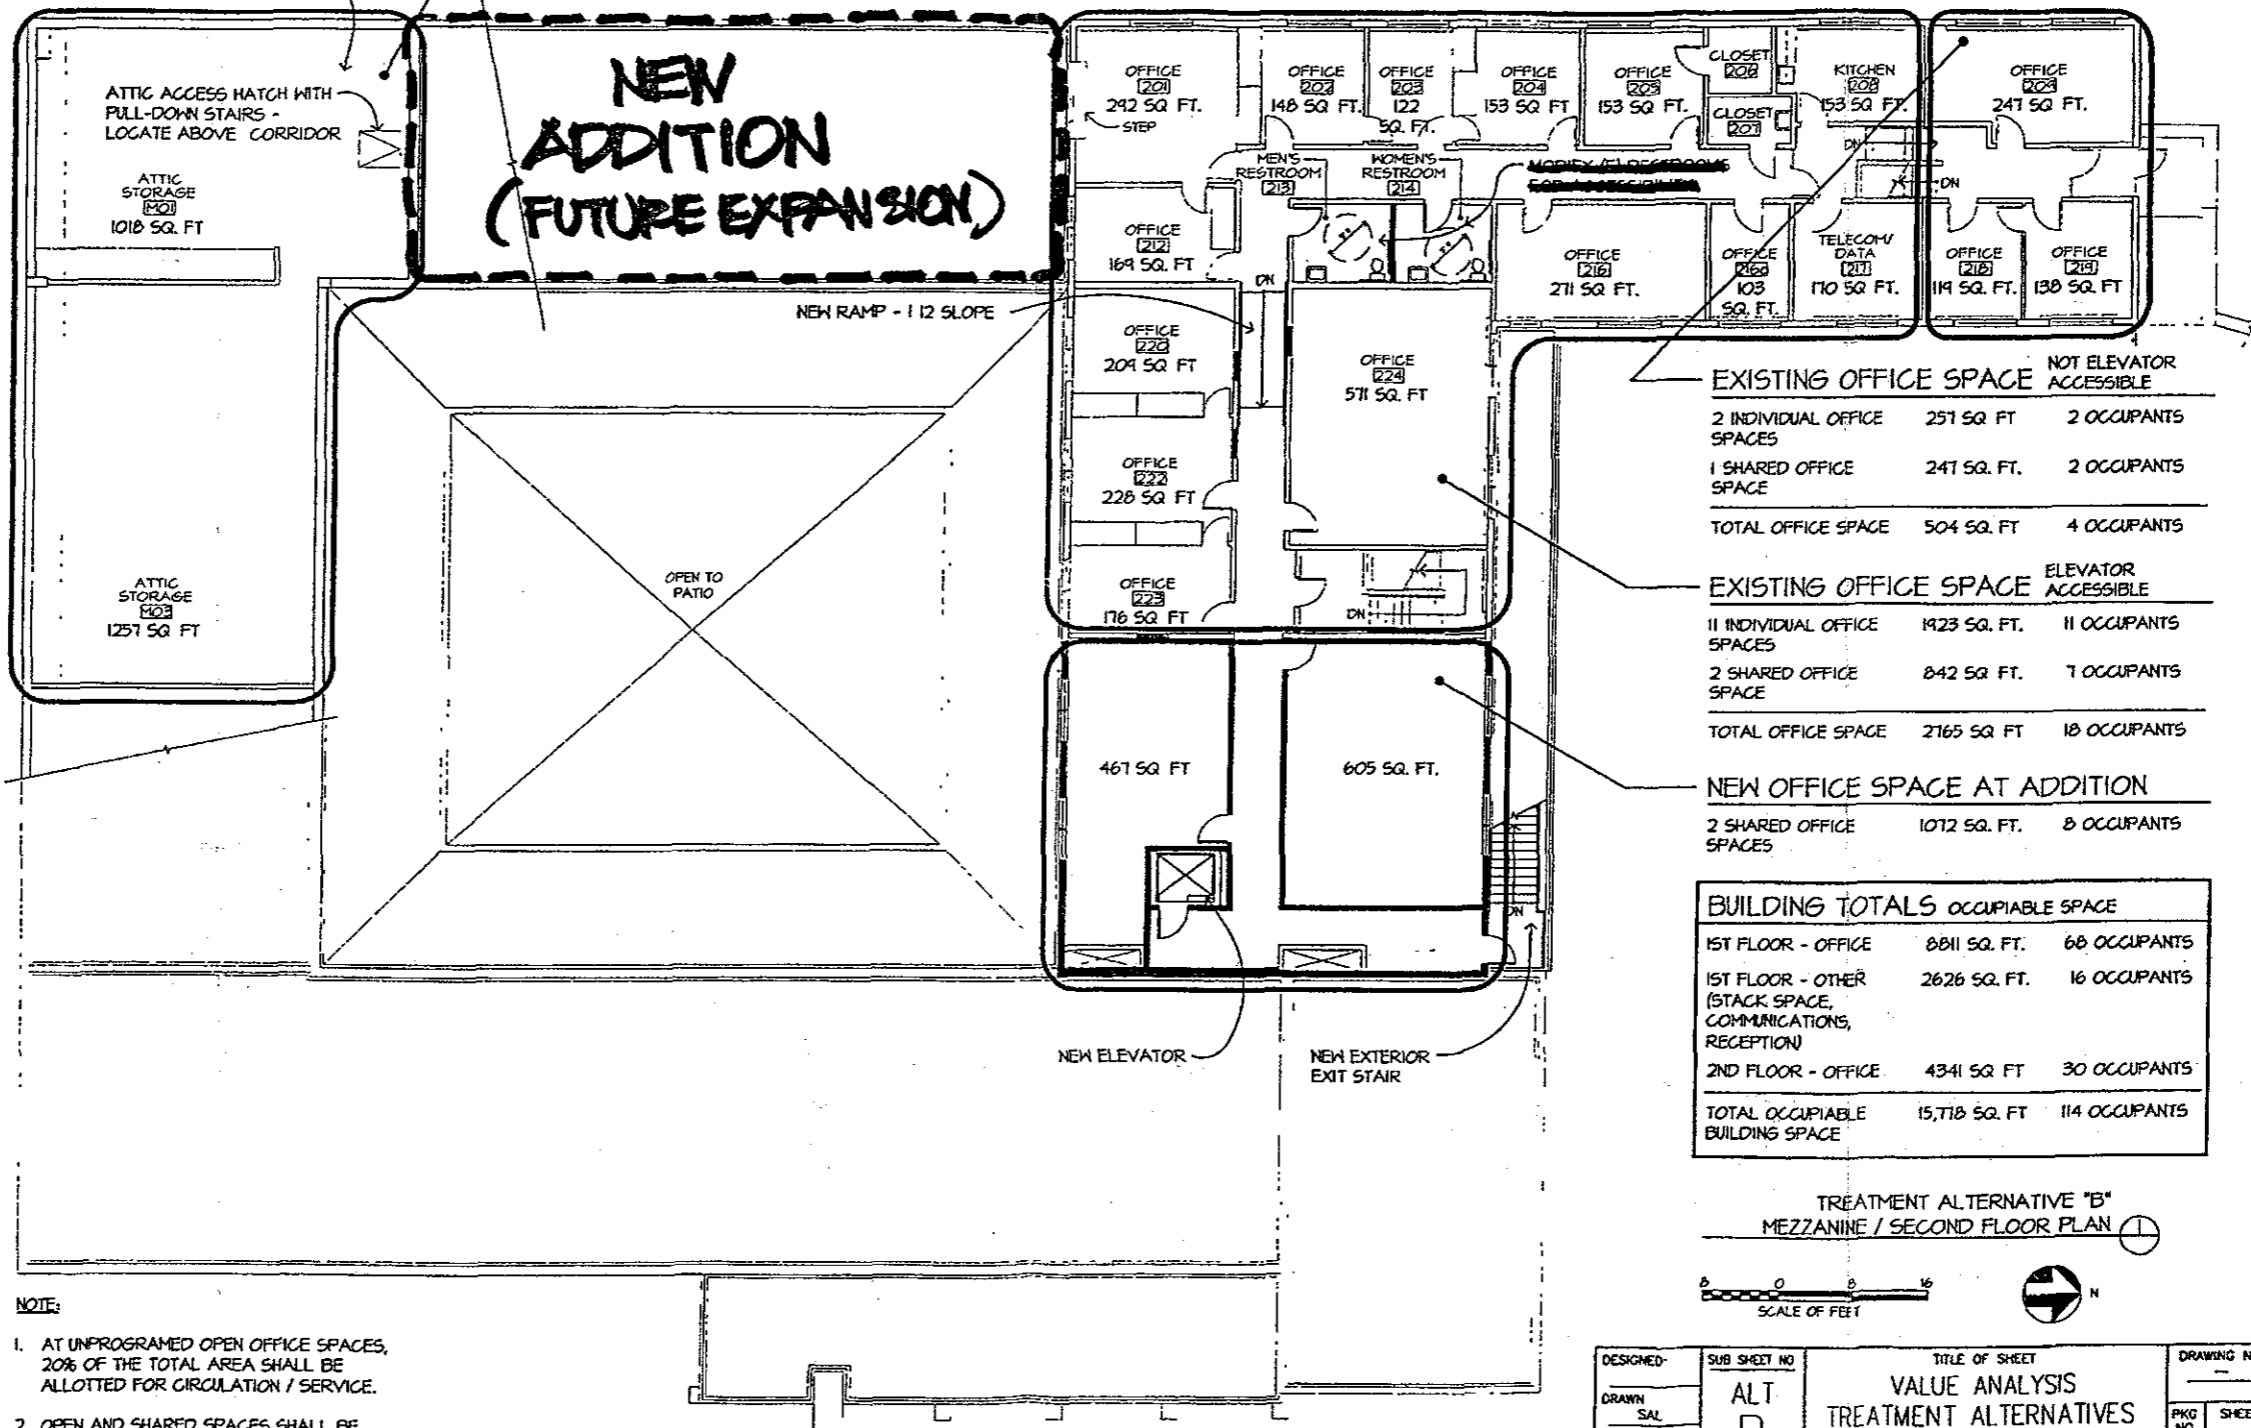 NEW
ADDITION
(FUTURE EXPANSION)
ATTIC ACCESS HATCH WITH
PULL-DOWN STAIRS -
LOCATE ABOVE CORRIDOR
ATTIC
STORAGE
M01
1018 SQ. FT
ATTIC
STORAGE
M03
1257 SQ FT
OPEN TO
PATIO
NEW RAMP - 1 12 SLOPE
OFFICE
201
292 SQ FT.
STEP
OFFICE
202
148 SQ FT.
OFFICE
203
122
SQ. FT.
OFFICE
204
153 SQ FT
OFFICE
205
153 SQ FT.
CLOSET
206
CLOSET
207
KITCHEN
208
153 SQ FT.
OFFICE
209
247 SQ FT.
MEN'S
RESTROOM
213
WOMEN'S
RESTROOM
214
MODIFY (E) RESTROOMS
FOR ACCESSIBILITY
DN
DN
OFFICE
212
169 SQ. FT
DN
OFFICE
216
271 SQ FT.
OFFICE
216a
103
SQ. FT.
TELECOM/
DATA
217
170 SQ FT.
OFFICE
218
119 SQ FT.
OFFICE
219
138 SQ FT
OFFICE
220
209 SQ FT
OFFICE
224
571 SQ. FT
OFFICE
222
228 SQ FT
OFFICE
223
176 SQ FT
DN
467 SQ FT
605 SQ. FT.
DN
NEW ELEVATOR
NEW EXTERIOR
EXIT STAIR
EXISTING OFFICE SPACE NOT ELEVATOR ACCESSIBLE
2 INDIVIDUAL OFFICE SPACES 257 SQ FT 2 OCCUPANTS
1 SHARED OFFICE SPACE 247 SQ. FT. 2 OCCUPANTS
TOTAL OFFICE SPACE 504 SQ. FT 4 OCCUPANTS
EXISTING OFFICE SPACE ELEVATOR ACCESSIBLE
11 INDIVIDUAL OFFICE SPACES 1923 SQ. FT. 11 OCCUPANTS
2 SHARED OFFICE SPACE 842 SQ FT. 7 OCCUPANTS
TOTAL OFFICE SPACE 2765 SQ FT 18 OCCUPANTS
NEW OFFICE SPACE AT ADDITION
2 SHARED OFFICE SPACES 1072 SQ. FT. 8 OCCUPANTS
BUILDING TOTALS OCCUPIABLE SPACE
1ST FLOOR - OFFICE 8811 SQ. FT. 68 OCCUPANTS
1ST FLOOR - OTHER 2626 SQ. FT. 16 OCCUPANTS
(STACK SPACE,
COMMUNICATIONS,
RECEPTION)
2ND FLOOR - OFFICE 4341 SQ FT 30 OCCUPANTS
TOTAL OCCUPIABLE BUILDING SPACE 15,778 SQ. FT 114 OCCUPANTS
TREATMENT ALTERNATIVE "B"
MEZZANINE / SECOND FLOOR PLAN 1
8 0 8 16
SCALE OF FEET
N
NOTE:
1. AT UNPROGRAMED OPEN OFFICE SPACES,
20% OF THE TOTAL AREA SHALL BE
ALLOTTED FOR CIRCULATION / SERVICE.
2. OPEN AND SHARED SPACES SHALL BE
DESIGNED-
DRAWN
SAL
SUB SHEET NO
ALT
TITLE OF SHEET
VALUE ANALYSIS
TREATMENT ALTERNATIVES
DRAWING N
PKG
NO
SHEE